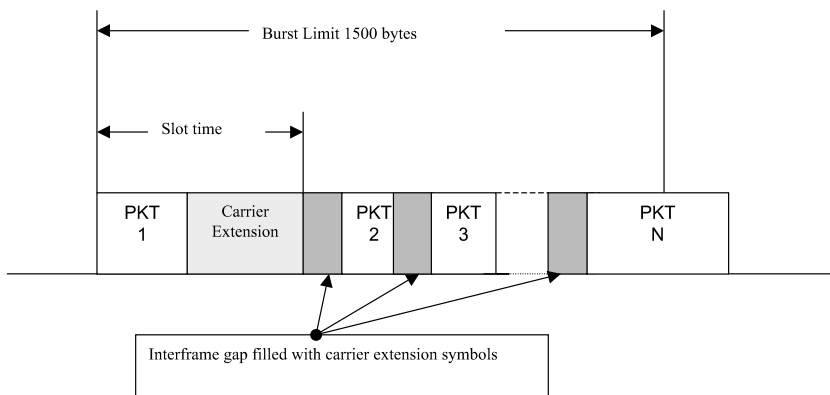 Burst Limit 1500 bytes
Slot time
PKT
1
Carrier
Extension
PKT
2
PKT
3
PKT
N
Interframe gap filled with carrier extension symbols